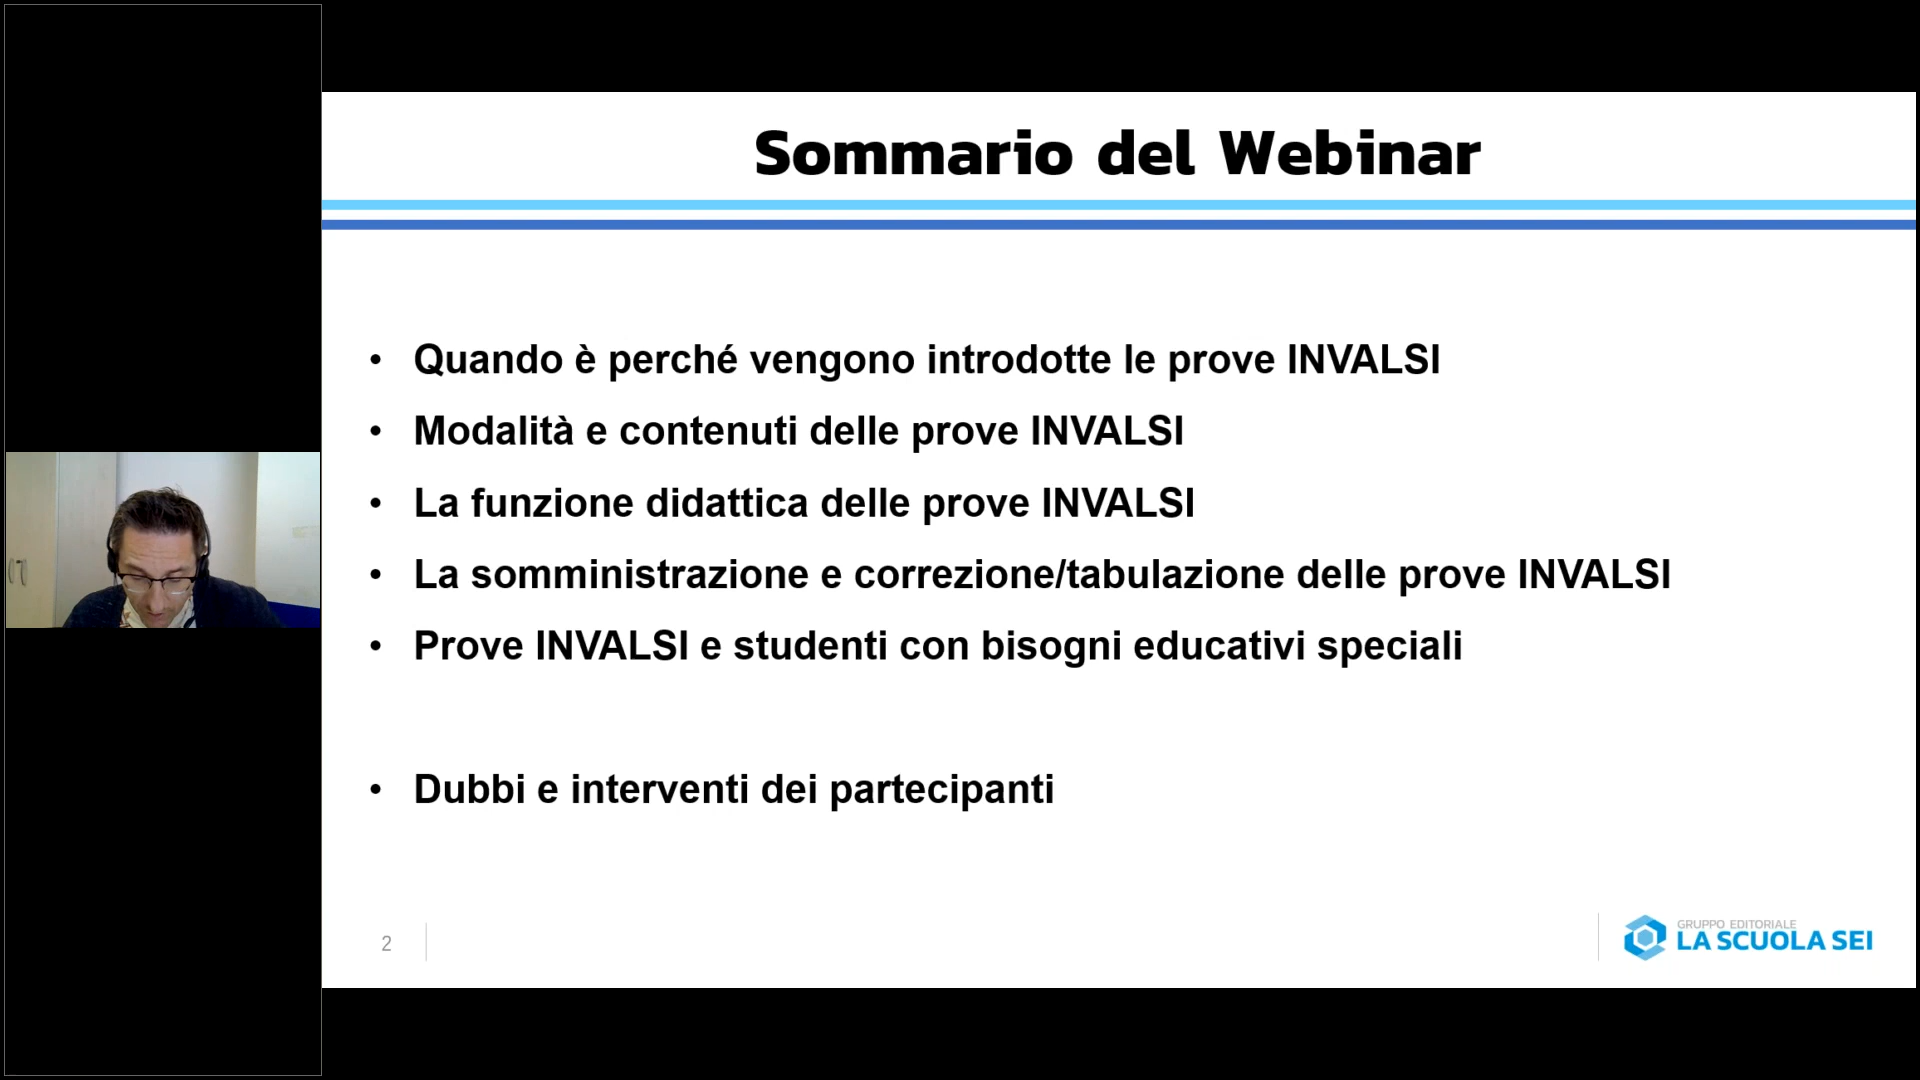 Sommario del Webinar
• Quando è perché vengono introdotte le prove INVALSI
• Modalità e contenuti delle prove INVALSI
• La funzione didattica delle prove INVALSI
• La somministrazione e correzione/tabulazione delle prove INVALSI
• Prove INVALSI e studenti con bisogni educativi speciali
• Dubbi e interventi dei partecipanti
2
GRUPPO EDITORIALE
LA SCUOLA SEI